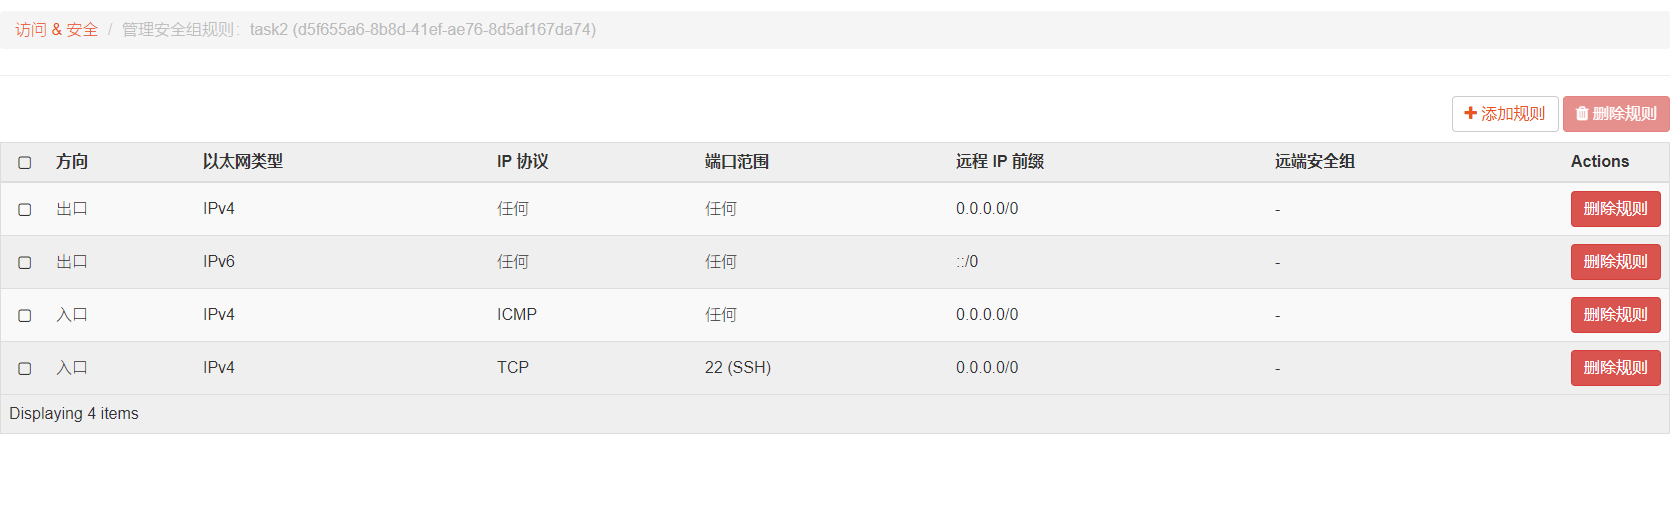 访问 & 安全 / 管理安全组规则：task2 (d5f655a6-8b8d-41ef-ae76-8d5af167da74)
添加规则 删除规则
方向 以太网类型 IP 协议 端口范围 远程 IP 前缀 远端安全组 Actions
出口 IPv4 任何 任何 0.0.0.0/0 - 删除规则
出口 IPv6 任何 任何 ::/0 - 删除规则
入口 IPv4 ICMP 任何 0.0.0.0/0 - 删除规则
入口 IPv4 TCP 22 (SSH) 0.0.0.0/0 - 删除规则
Displaying 4 items